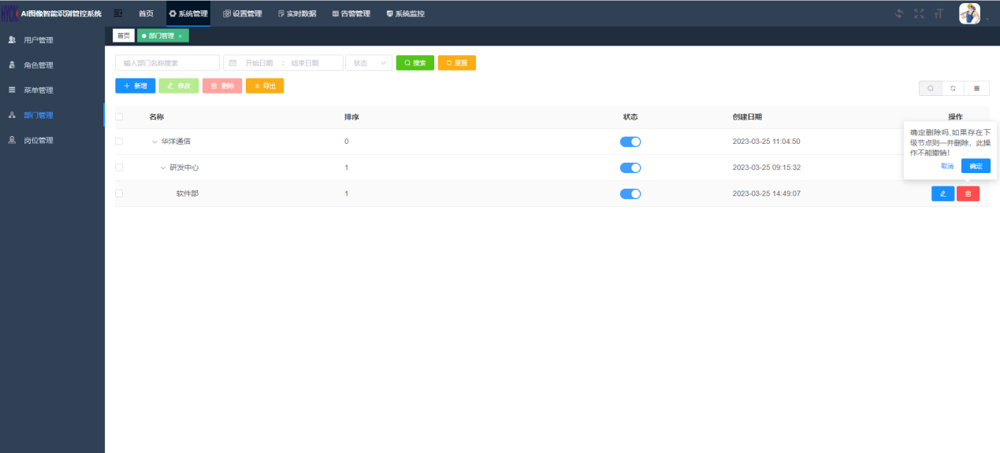 HYCN AI图像智能识别管控系统 首页 系统管理 设置管理 实时数据 告警管理 系统监控
用户管理
角色管理
菜单管理
部门管理
岗位管理
首页 部门管理 ×
输入部门名称搜索 开始日期 : 结束日期 状态 搜索 重置
新增 修改 删除 导出
名称 排序 状态 创建日期 操作
华洋通信 0 2023-03-25 11:04:50
研发中心 1 2023-03-25 09:15:32
软件部 1 2023-03-25 14:49:07
确定删除吗,如果存在下
级节点则一并删除，此操
作不能撤销！
取消 确定